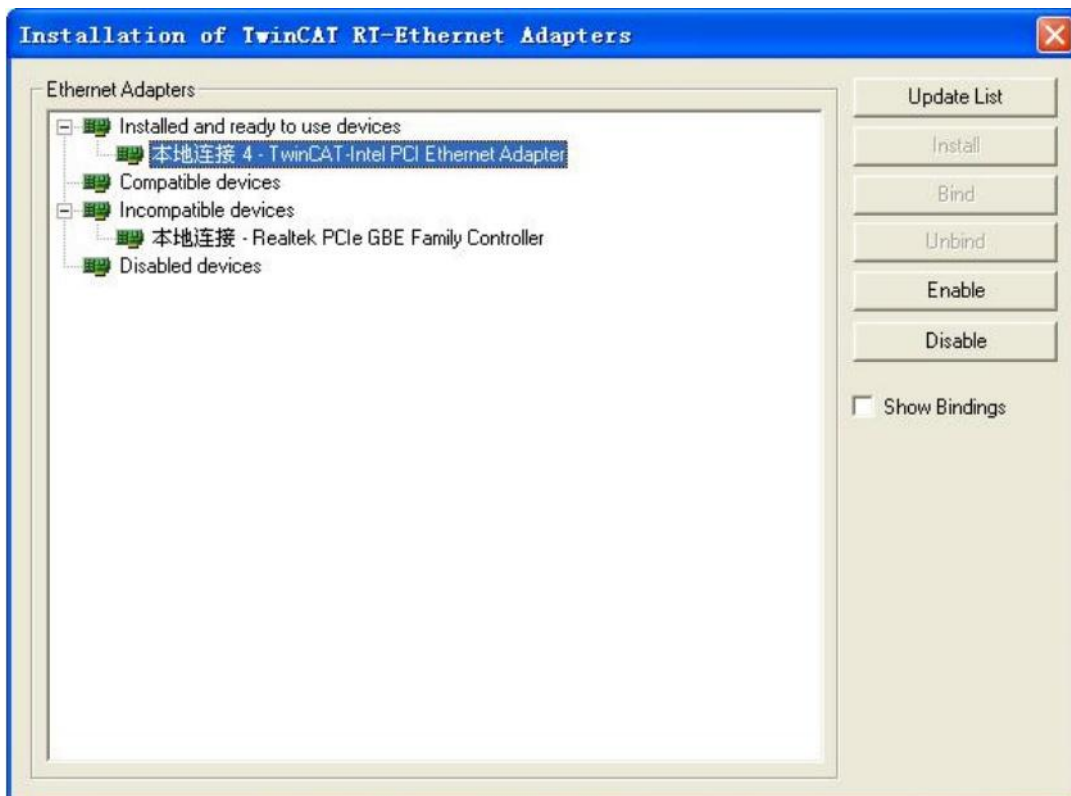 Installation of TwinCAT RT-Ethernet Adapters
Ethernet Adapters
Installed and ready to use devices
本地连接 4 - TwinCAT-Intel PCI Ethernet Adapter
Compatible devices
Incompatible devices
本地连接 - Realtek PCIe GBE Family Controller
Disabled devices
Update List
Install
Bind
Unbind
Enable
Disable
Show Bindings